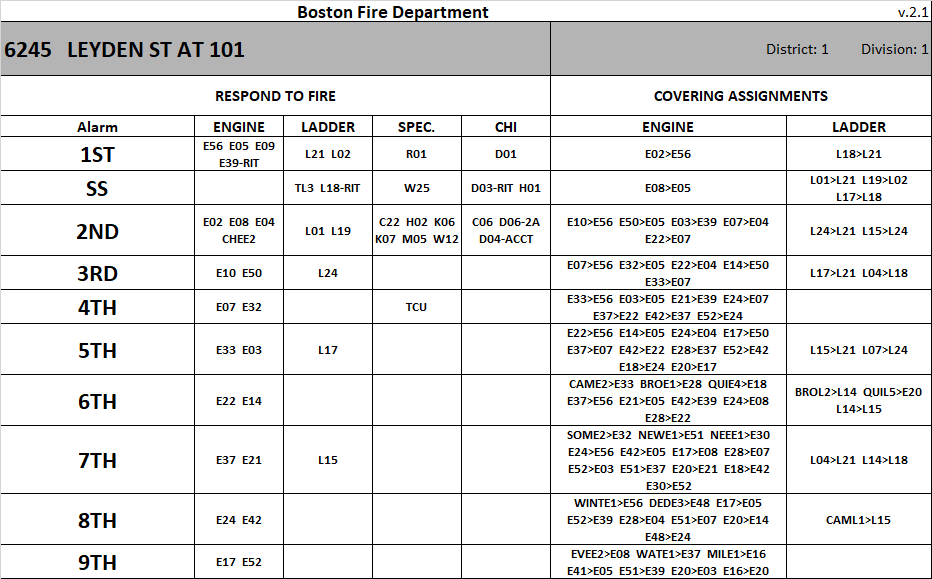 Boston Fire Department v.2.1
6245 LEYDEN ST AT 101 District: 1 Division: 1
RESPOND TO FIRE COVERING ASSIGNMENTS
Alarm ENGINE LADDER SPEC. CHI ENGINE LADDER
1ST
E56 E05 E09
E39-RIT
L21 L02
R01
D01
E02>E56
L18>L21
SS
TL3 L18-RIT
W25
D03-RIT H01
E08>E05
L01>L21 L19>L02
L17>L18
2ND
E02 E08 E04
CHEE2
L01 L19
C22 H02 K06
K07 M05 W12
C06 D06-2A
D04-ACCT
E10>E56 E50>E05 E03>E39 E07>E04
E22>E07
L24>L21 L15>L24
3RD
E10 E50
L24
E07>E56 E32>E05 E22>E04 E14>E50
E33>E07
L17>L21 L04>L18
4TH
E07 E32
TCU
E33>E56 E03>E05 E21>E39 E24>E07
E37>E22 E42>E37 E52>E24
5TH
E33 E03
L17
E22>E56 E14>E05 E24>E04 E17>E50
E37>E07 E42>E22 E28>E37 E52>E42
E18>E24 E20>E17
L15>L21 L07>L24
6TH
E22 E14
CAME2>E33 BROE1>E28 QUIE4>E18
E37>E56 E21>E05 E42>E39 E24>E08
E28>E22
BROL2>L14 QUIL5>E20
L14>L15
7TH
E37 E21
L15
SOME2>E32 NEWE1>E51 NEEE1>E30
E24>E56 E42>E05 E17>E08 E28>E07
E52>E03 E51>E37 E20>E21 E18>E42
E30>E52
L04>L21 L14>L18
8TH
E24 E42
WINTE1>E56 DEDE3>E48 E17>E05
E52>E39 E28>E04 E51>E07 E20>E14
E48>E24
CAML1>L15
9TH
E17 E52
EVEE2>E08 WATE1>E37 MILE1>E16
E41>E05 E51>E39 E20>E03 E16>E20